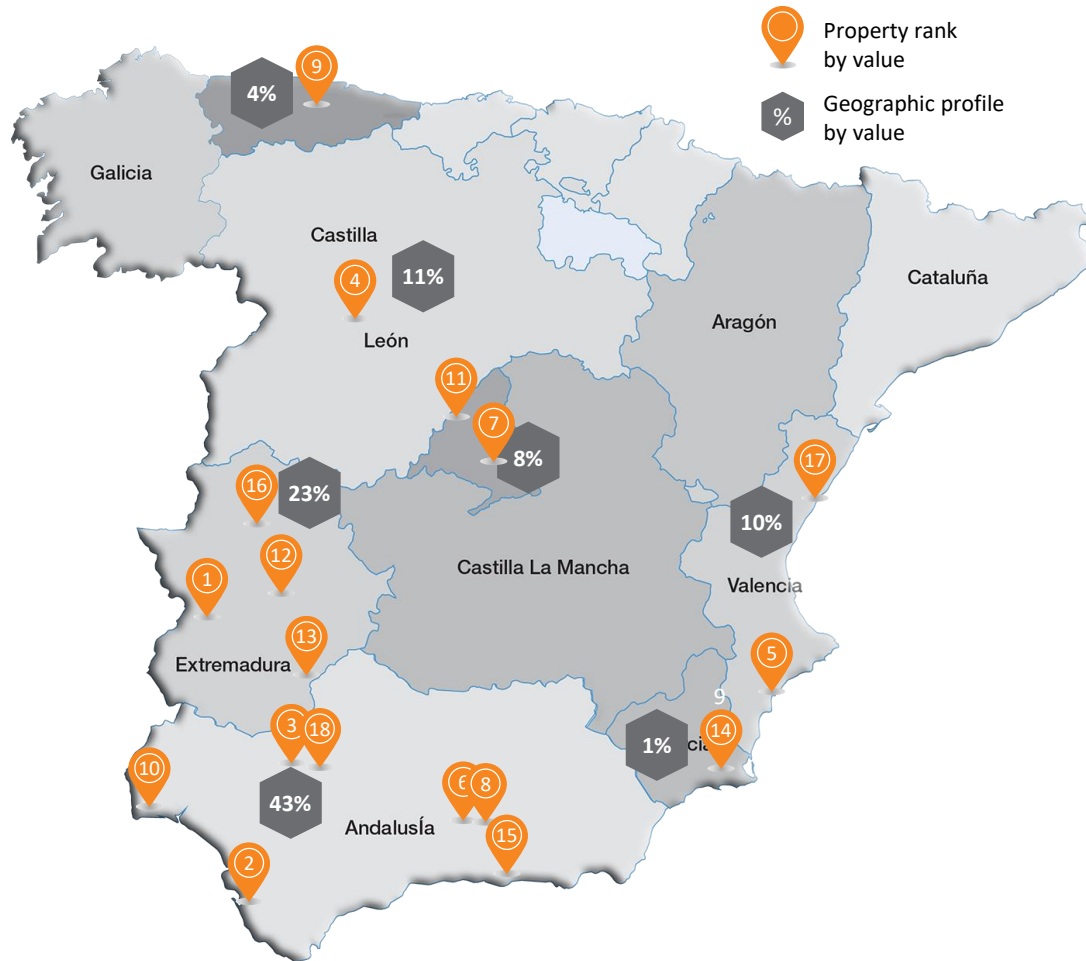 Property rank
by value
%
Geographic profile
by value
9
4%
Galicia
Castilla
11%
4
León
Cataluña
Aragón
11
7
8%
17
16
23%
10%
12
Castilla La Mancha
1
Valencia
13
Extremadura
5
9
3
18
14
1%
cia
10
43%
6
8
Andalusía
15
2